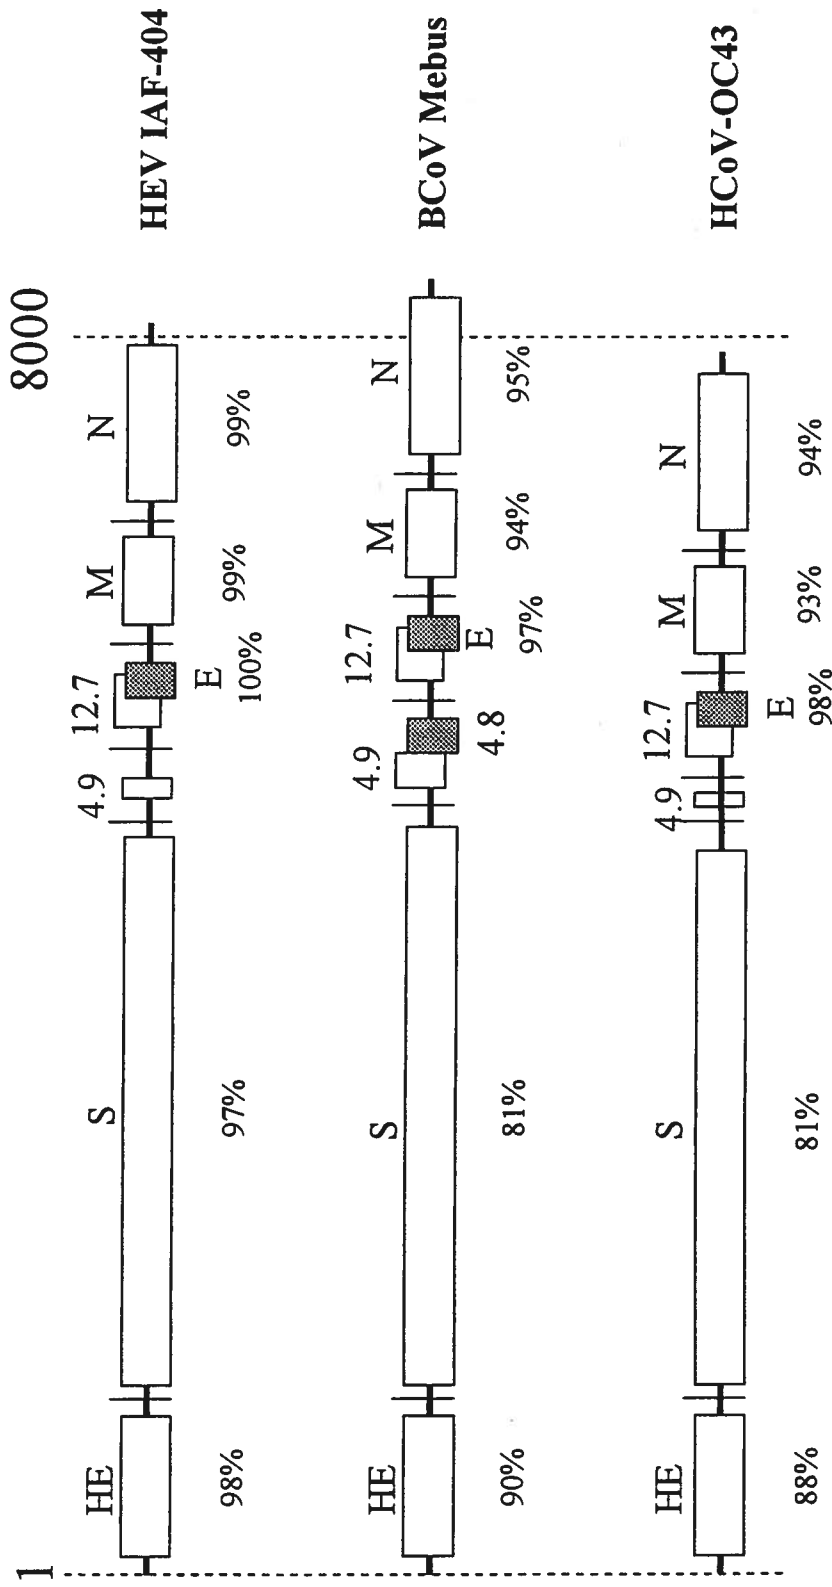 1 8000
HE S 4.9 12.7 M N HEV IAF-404
E
98% 97% 100% 99% 99%
HE S 4.9 12.7 M N BCoV Mebus
4.8 E
90% 81% 97% 94% 95%
HE S 4.9 12.7 M N HCoV-OC43
E
88% 81% 98% 93% 94%